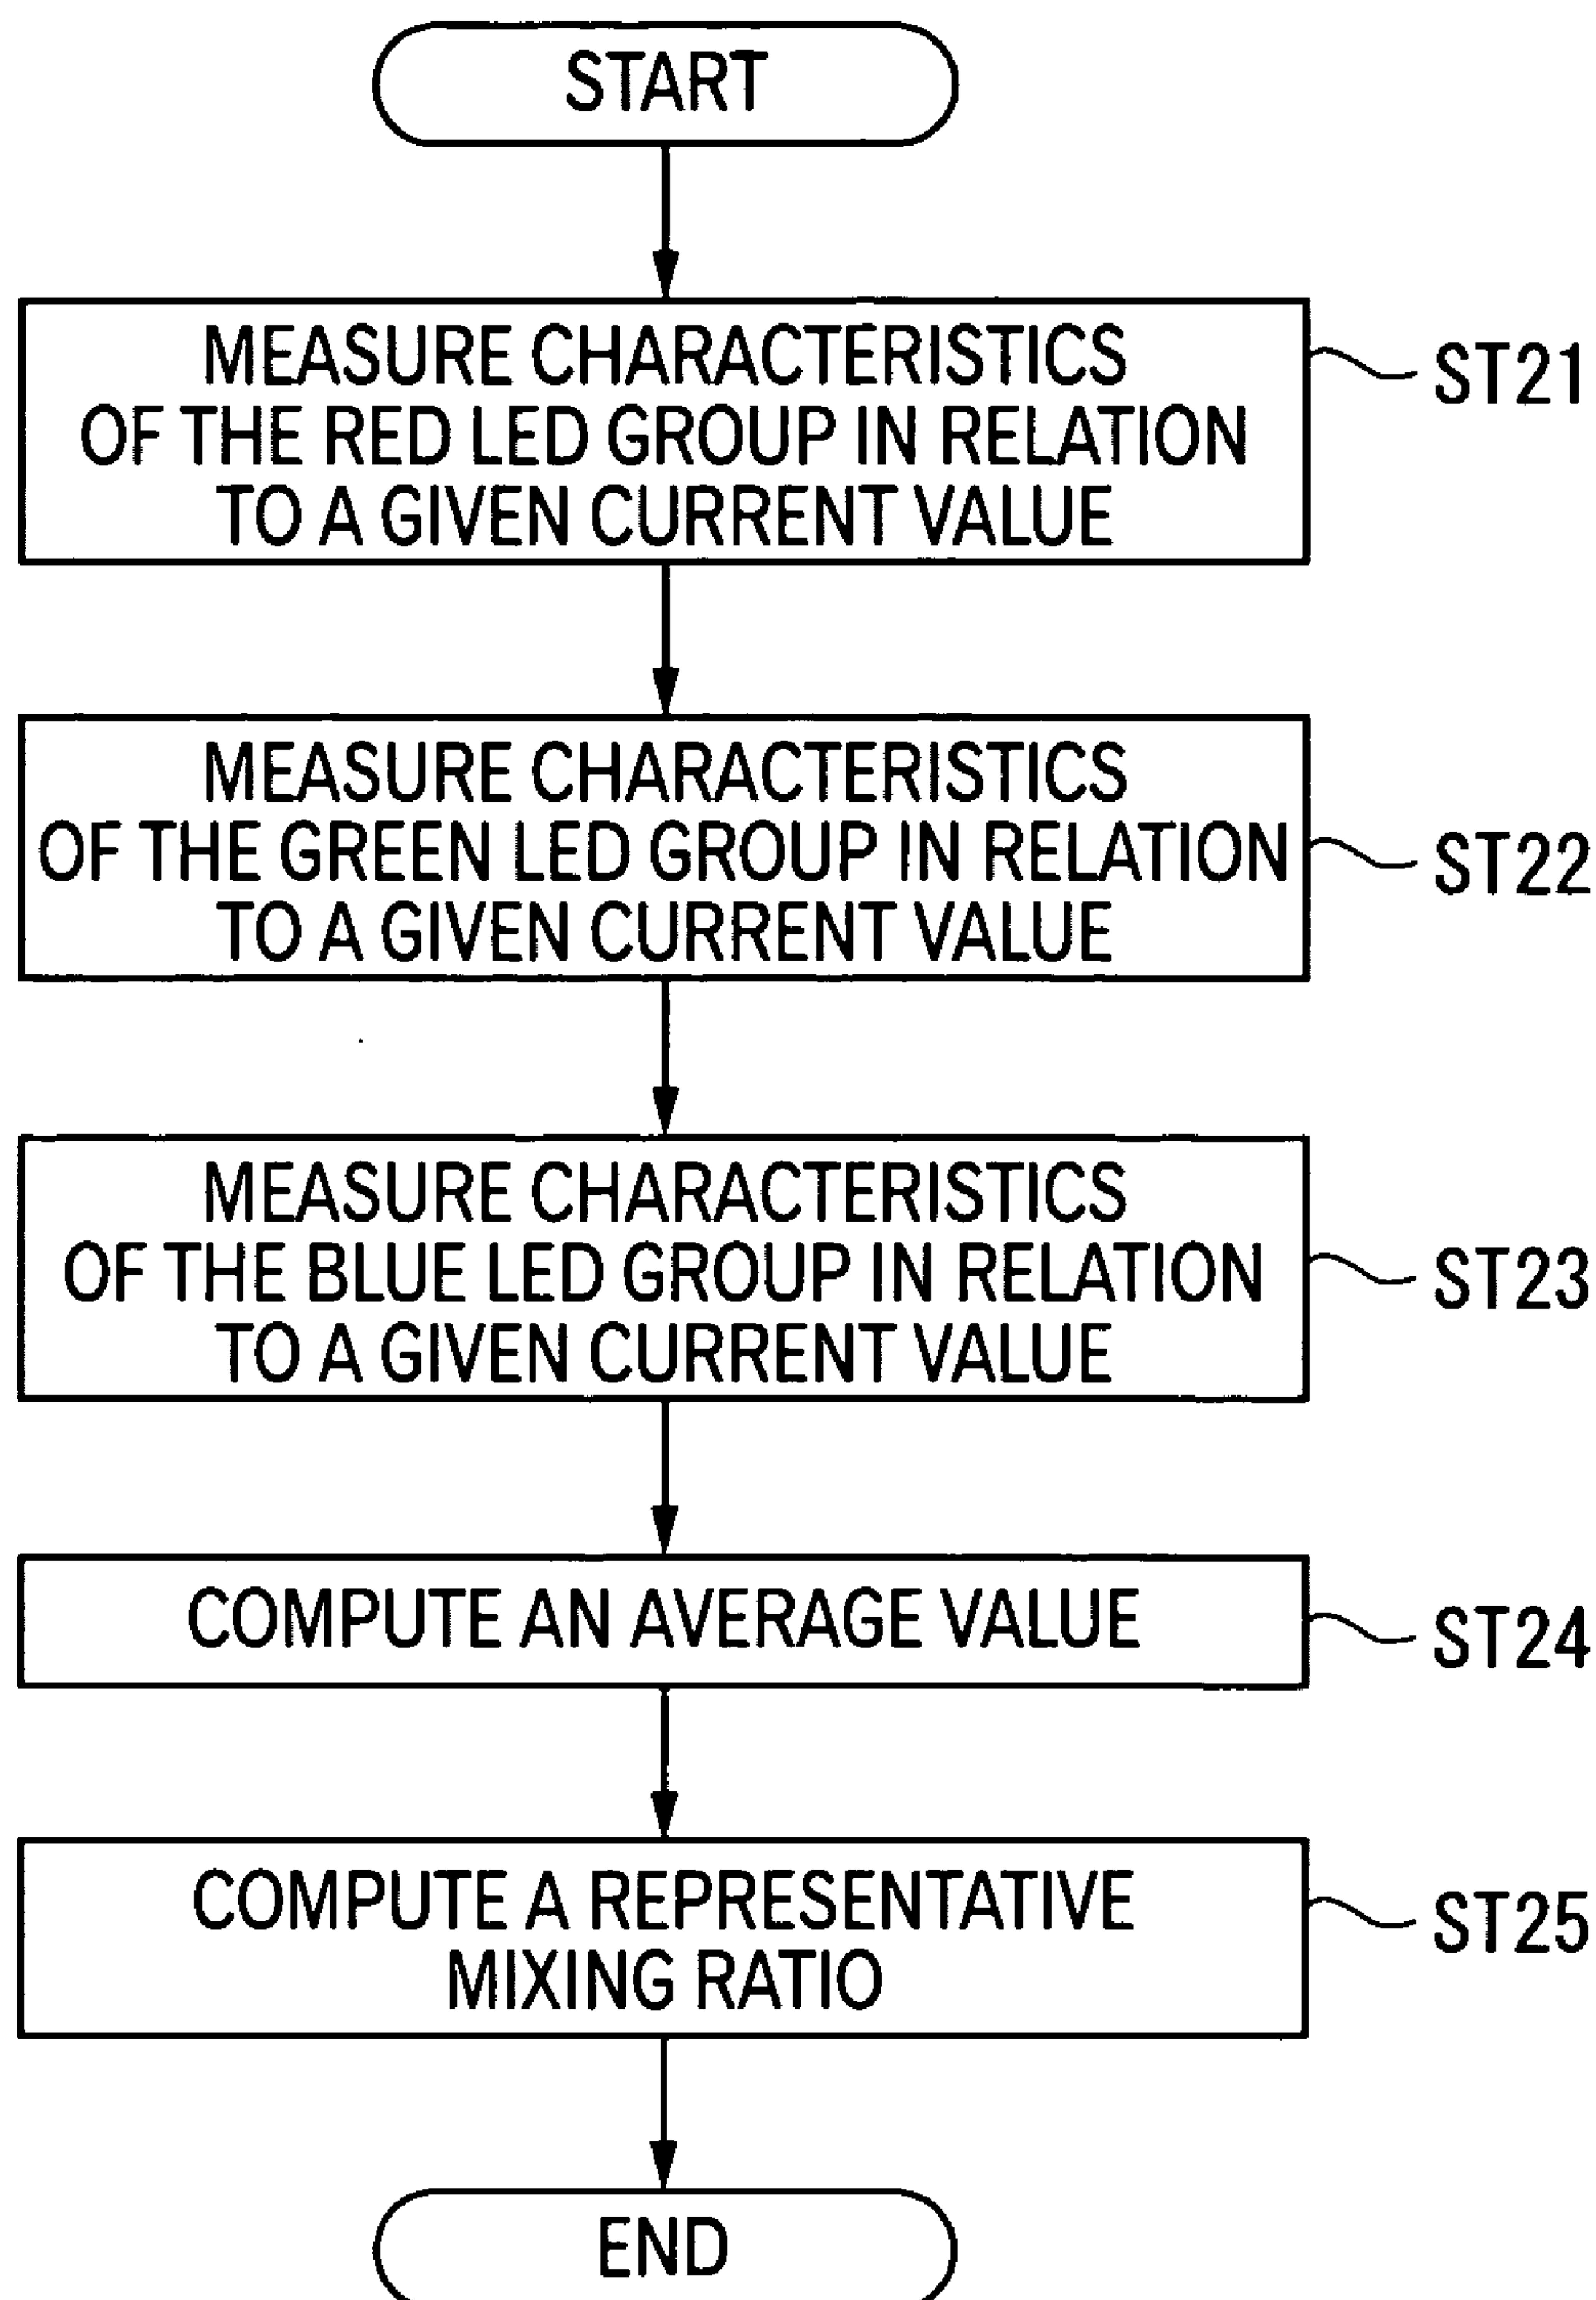 START
MEASURE CHARACTERISTICS
OF THE RED LED GROUP IN RELATION
TO A GIVEN CURRENT VALUE
ST21
MEASURE CHARACTERISTICS
OF THE GREEN LED GROUP IN RELATION
TO A GIVEN CURRENT VALUE
ST22
MEASURE CHARACTERISTICS
OF THE BLUE LED GROUP IN RELATION
TO A GIVEN CURRENT VALUE
ST23
COMPUTE AN AVERAGE VALUE
ST24
COMPUTE A REPRESENTATIVE
MIXING RATIO
ST25
END